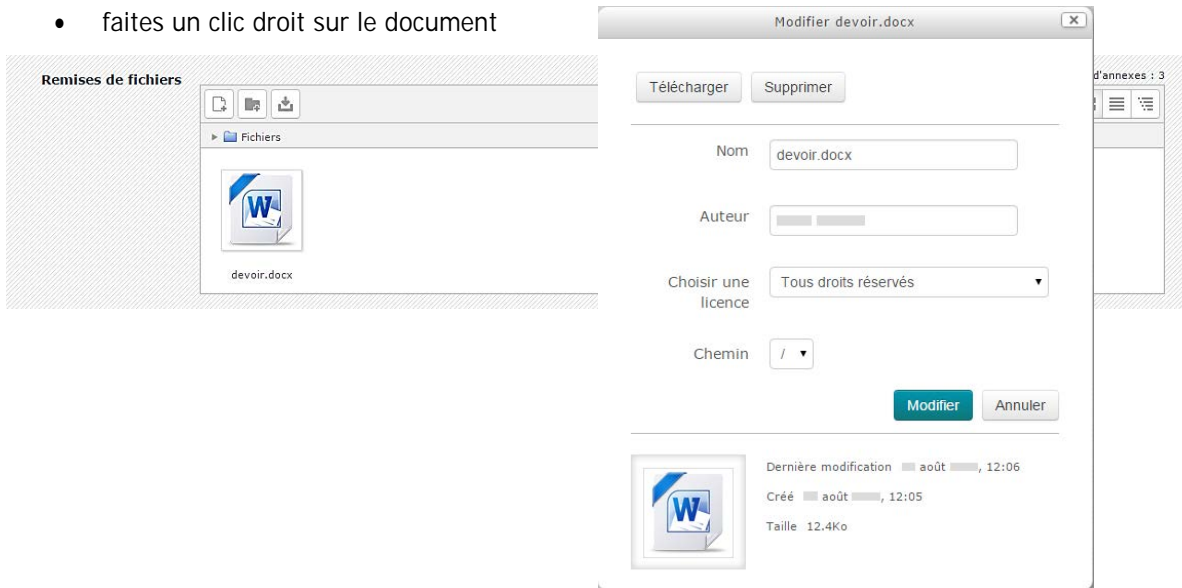 • faites un clic droit sur le document
Remises de fichiers
d'annexes : 3
Fichiers
devoir.docx
Modifier devoir.docx
Télécharger Supprimer
Nom devoir.docx
Auteur
Choisir une Tous droits réservés
licence
Chemin /
Modifier Annuler
Dernière modification août , 12:06
Créé août , 12:05
Taille 12.4Ko